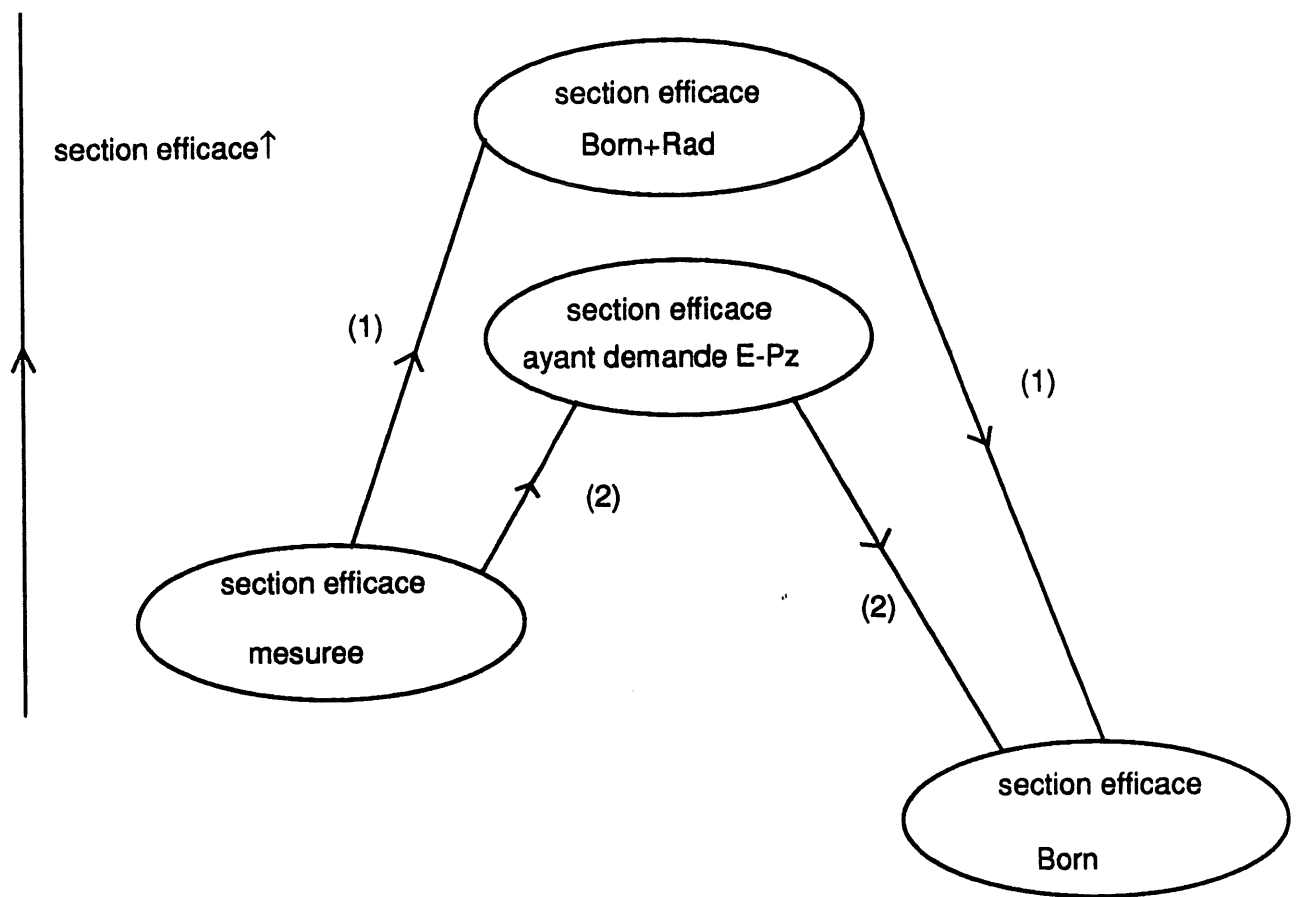 section efficace
Born+Rad
section efficace↑
section efficace
ayant demande E-Pz
(1)
(1)
(2)
section efficace
mesuree
(2)
section efficace
Born